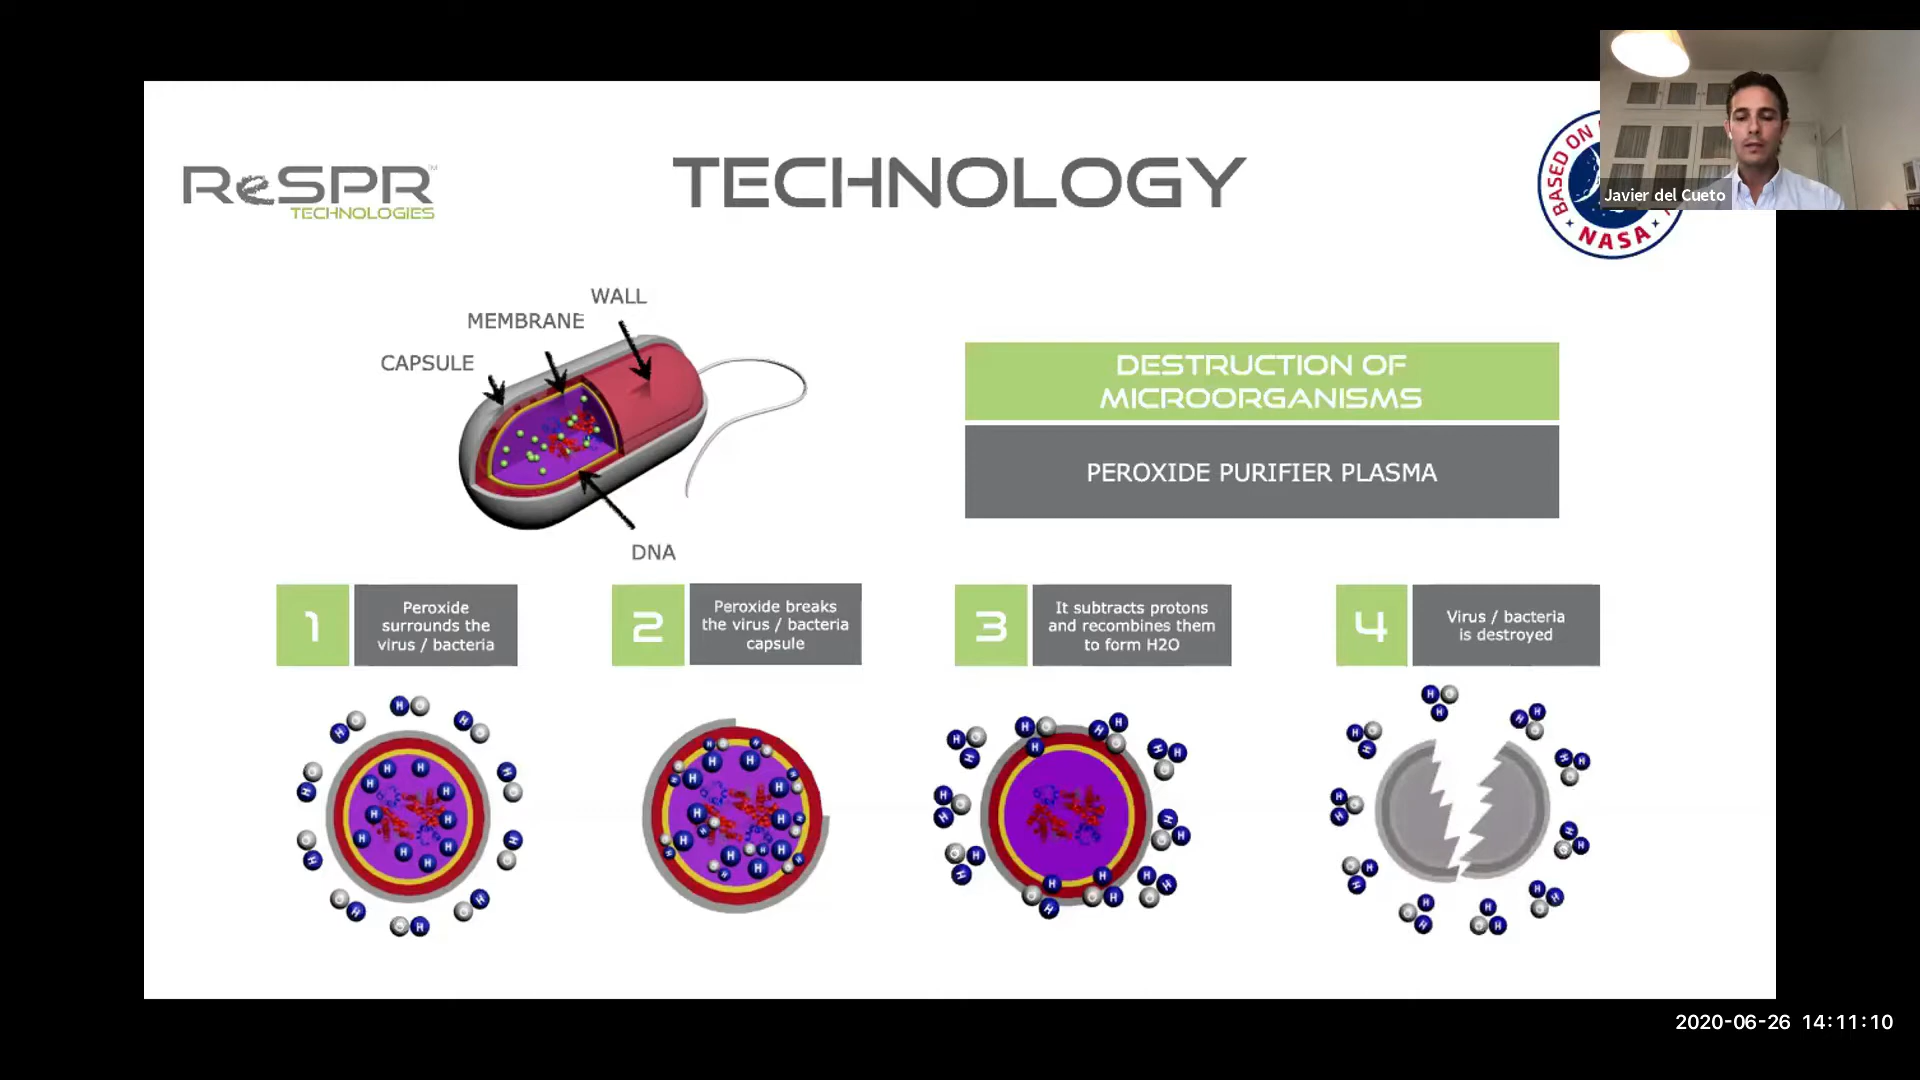 ReSPR™
TECHNOLOGIES
TECHNOLOGY
BASED ON
NASA
Javier del Cueto
WALL
MEMBRANE
CAPSULE
DNA
DESTRUCTION OF
MICROORGANISMS
PEROXIDE PURIFIER PLASMA
1
Peroxide
surrounds the
virus / bacteria
2
Peroxide breaks
the virus / bacteria
capsule
3
It subtracts protons
and recombines them
to form H2O
4
Virus / bacteria
is destroyed
2020-06-26 14:11:10